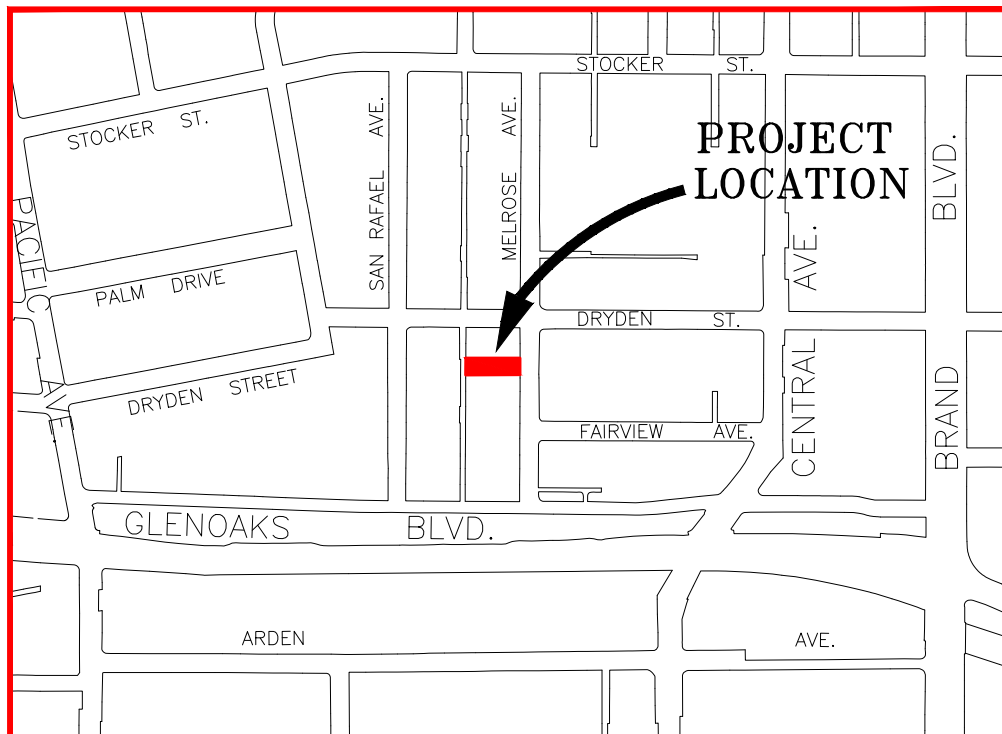 STOCKER ST.
STOCKER ST.
SAN RAFAEL AVE.
MELROSE AVE.
PROJECT
LOCATION
BRAND BLVD.
CENTRAL AVE.
PACIFIC AVE
PALM DRIVE
DRYDEN ST.
DRYDEN STREET
FAIRVIEW AVE.
GLENOAKS BLVD.
ARDEN AVE.